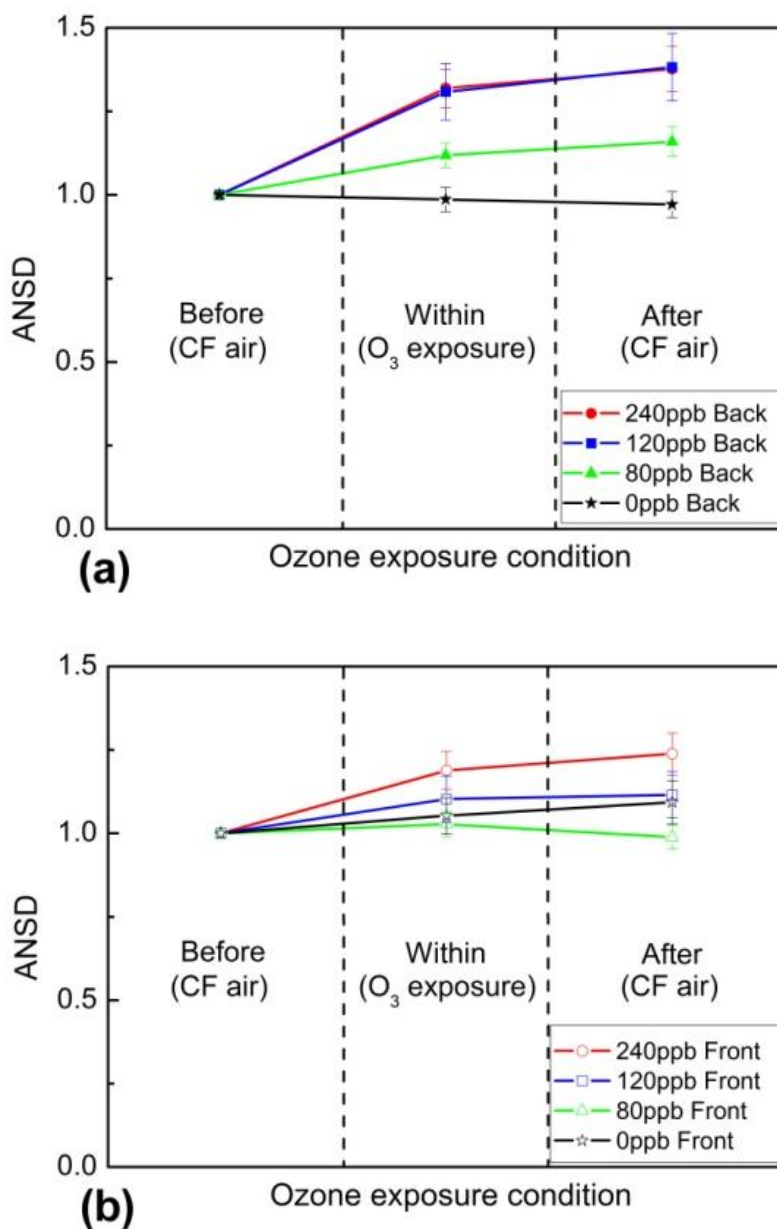 1.5
1.0
0.5
0.0
ANSD
Before
(CF air)
Within
(O₃ exposure)
After
(CF air)
240ppb Back
120ppb Back
80ppb Back
0ppb Back
(a)
Ozone exposure condition
1.5
1.0
0.5
0.0
ANSD
Before
(CF air)
Within
(O₃ exposure)
After
(CF air)
240ppb Front
120ppb Front
80ppb Front
0ppb Front
(b)
Ozone exposure condition